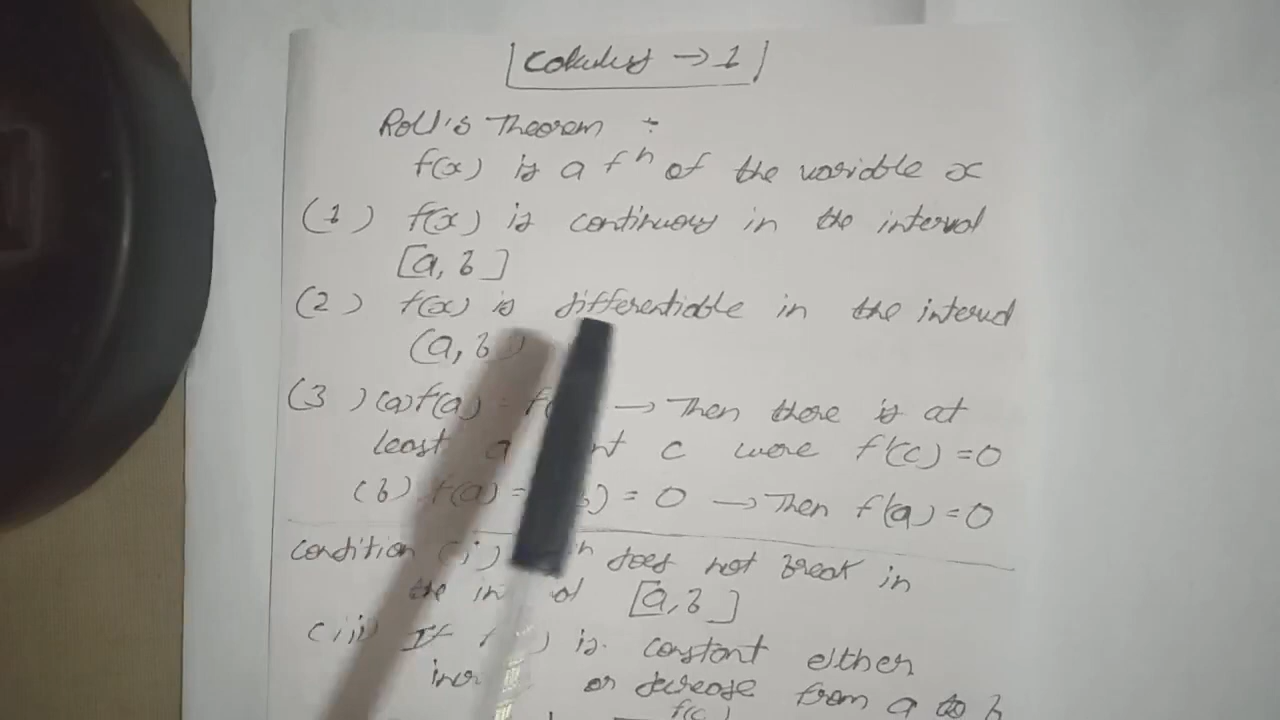 Calculus → 1
Roll's Theorem ÷
f(x) is a fⁿ of the variable x
(1) f(x) is continuous in the interval
[a, b]
(2) f(x) is differentiable in the interval
(a, b)
(3) (a) f(a) = → Then there is at
least a c were f'(c) = 0
(b) f(a) = = 0 → Then f'(a) = 0
condition (i) does not break in
the [a, b]
(iii) If is constant either
or decrease from a to b
f(c)